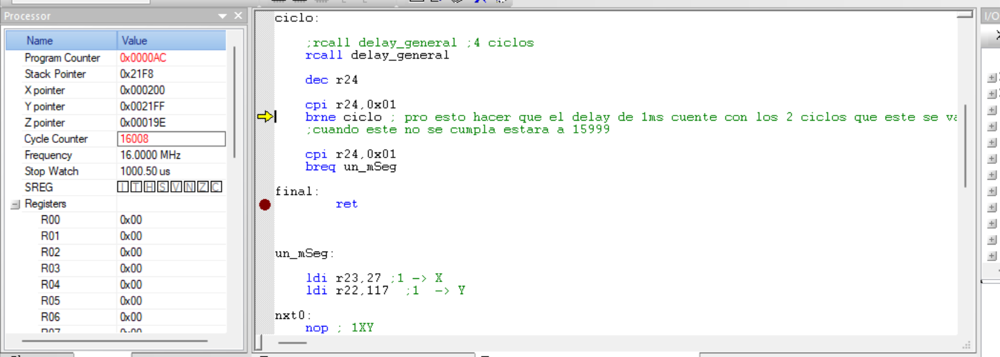 Processor
Name Value
Program Counter 0x0000AC
Stack Pointer 0x21F8
X pointer 0x000200
Y pointer 0x0021FF
Z pointer 0x00019E
Cycle Counter 16008
Frequency 16.0000 MHz
Stop Watch 1000.50 us
SREG I T H S V N Z C
Registers
R00 0x00
R01 0x00
R02 0x00
R03 0x00
R04 0x00
R05 0x00
R06 0x00
R07 0x00
ciclo:
;rcall delay_general ;4 ciclos
rcall delay_general
dec r24
cpi r24,0x01
brne ciclo ; pro esto hacer que el delay de 1ms cuente con los 2 ciclos que este se va
;cuando este no se cumpla estara a 15999
cpi r24,0x01
breq un_mSeg
final:
ret
un_mSeg:
ldi r23,27 ;1 -> X
ldi r22,117 ;1 -> Y
nxt0:
nop ; 1XY
I/O